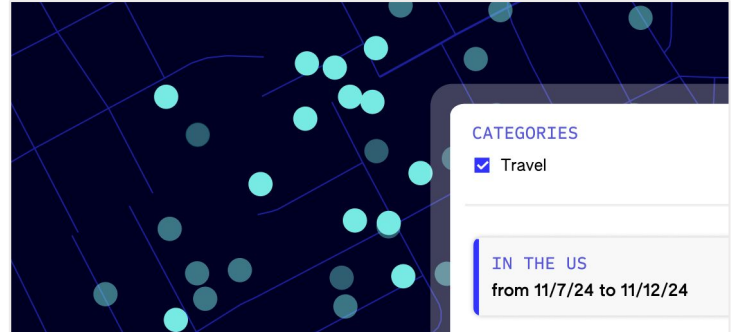 CATEGORIES
Travel
IN THE US
from 11/7/24 to 11/12/24